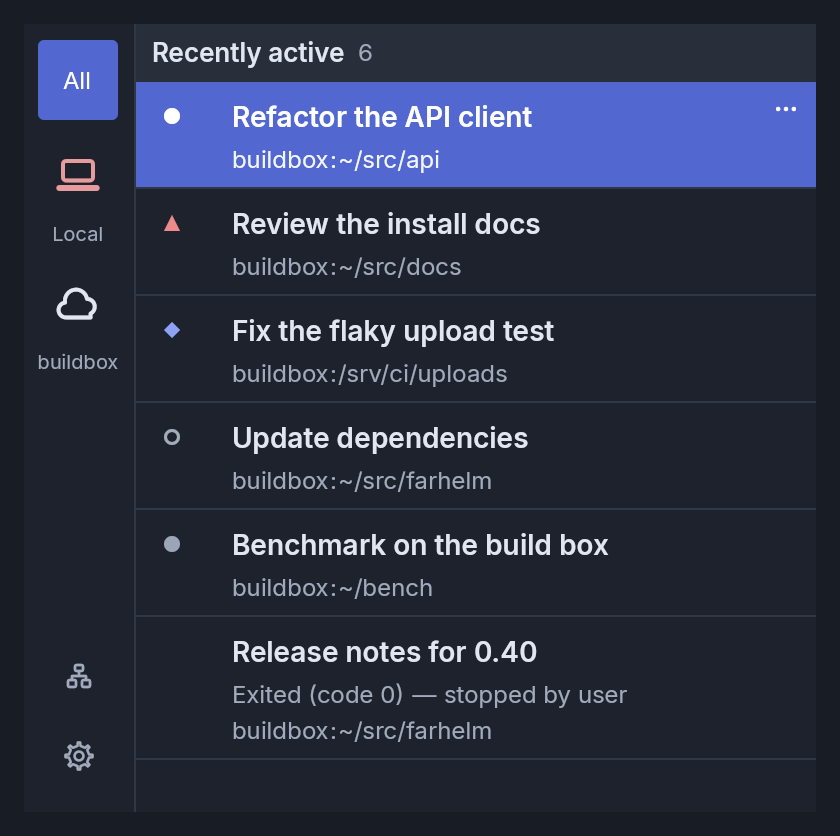 All
Local
buildbox
Recently active 6
Refactor the API client
buildbox:~/src/api
Review the install docs
buildbox:~/src/docs
Fix the flaky upload test
buildbox:/srv/ci/uploads
Update dependencies
buildbox:~/src/farhelm
Benchmark on the build box
buildbox:~/bench
Release notes for 0.40
Exited (code 0) — stopped by user
buildbox:~/src/farhelm